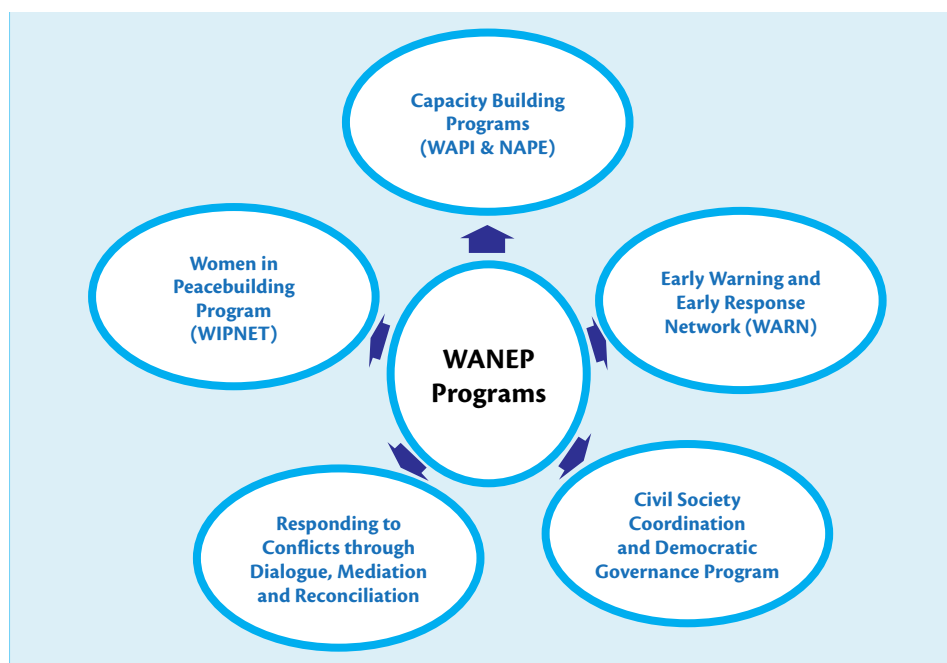 Capacity Building
Programs
(WAPI & NAPE)
Women in
Peacebuilding
Program
(WIPNET)
Early Warning and
Early Response
Network (WARN)
WANEP
Programs
Responding to
Conflicts through
Dialogue, Mediation
and Reconciliation
Civil Society
Coordination
and Democratic
Governance Program